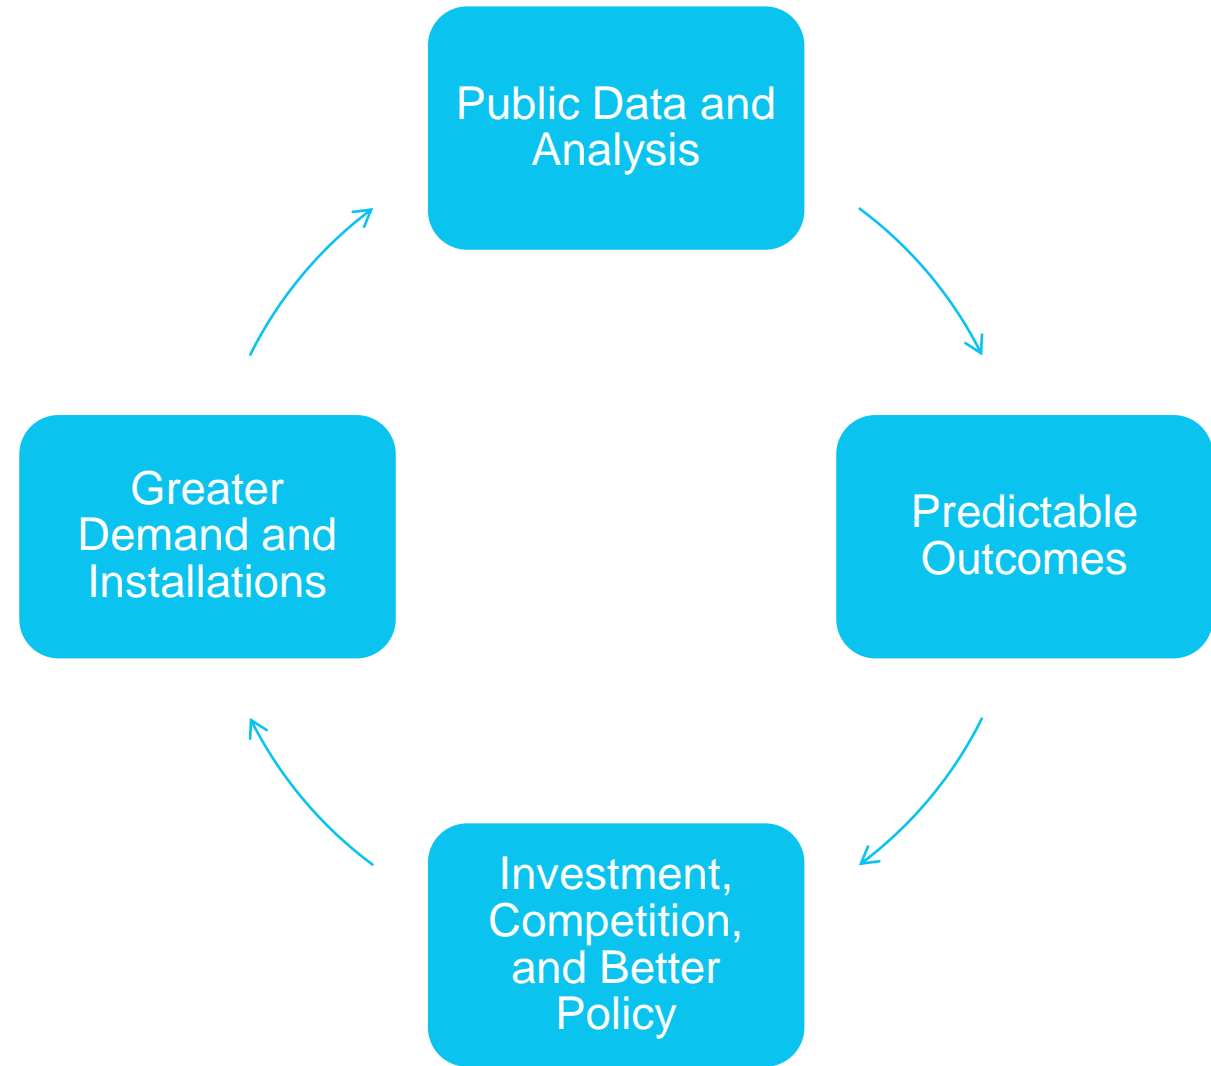 Public Data and
Analysis
Predictable
Outcomes
Investment,
Competition,
and Better
Policy
Greater
Demand and
Installations